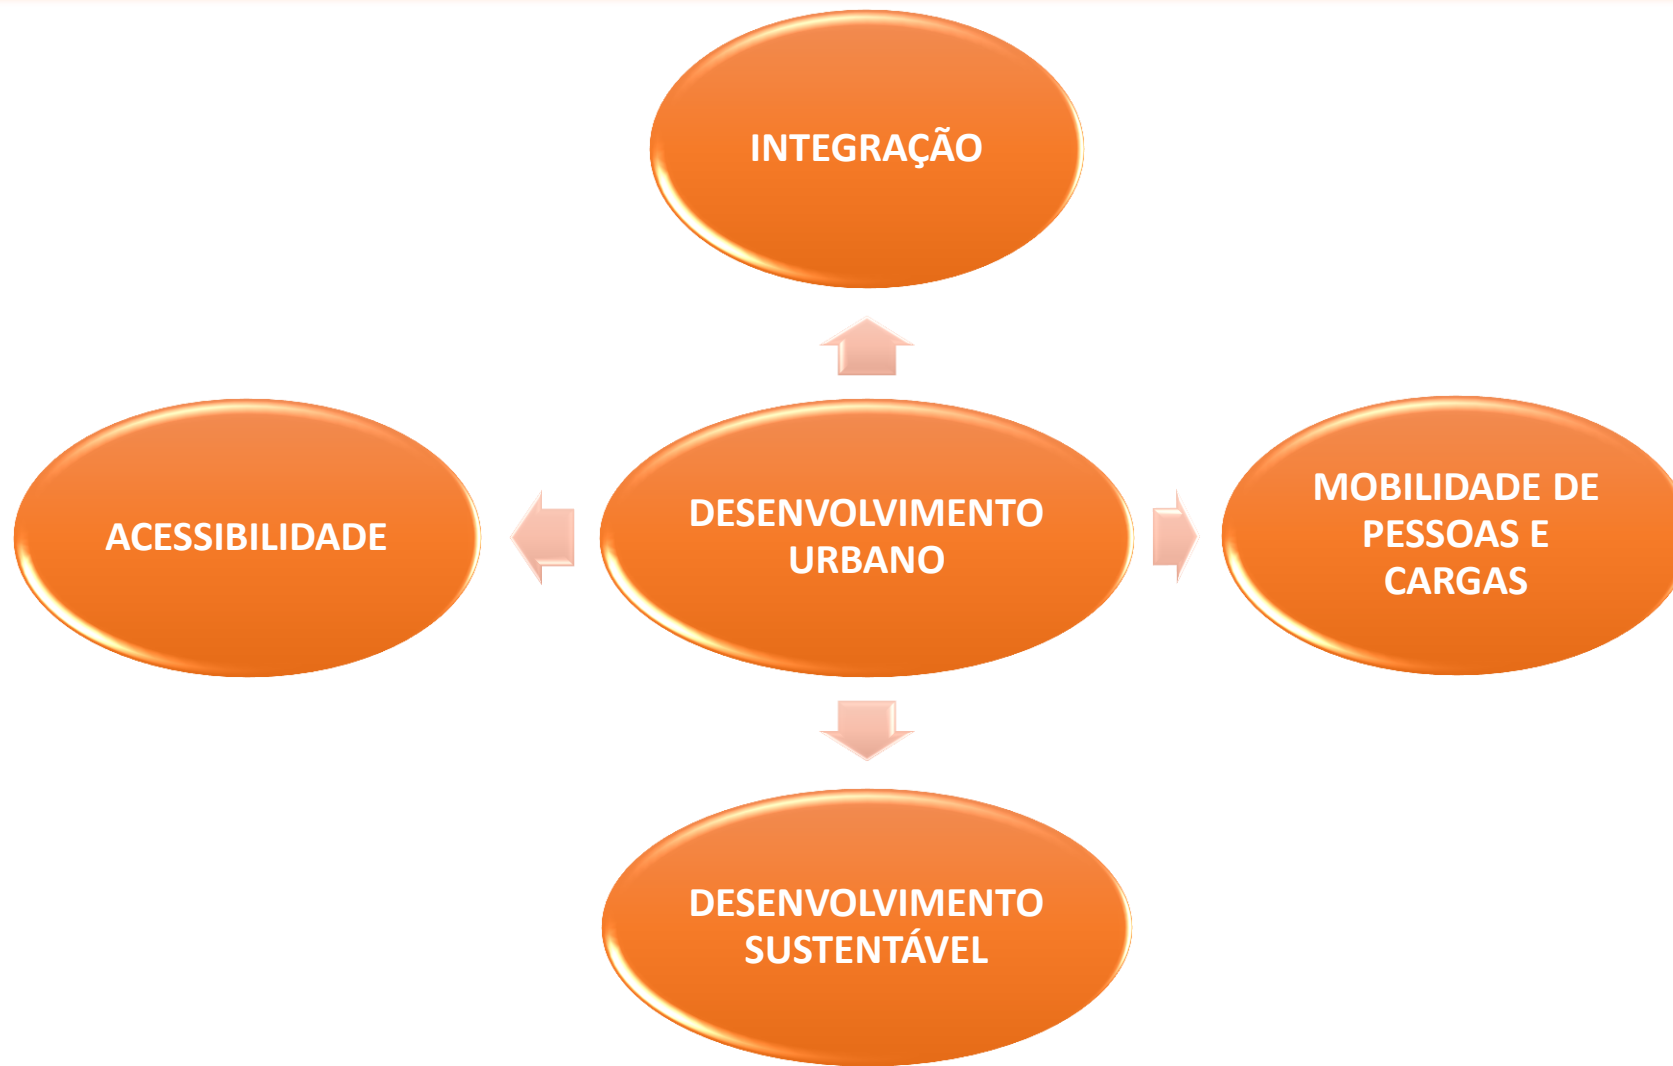 INTEGRAÇÃO
ACESSIBILIDADE
DESENVOLVIMENTO
URBANO
MOBILIDADE DE
PESSOAS E
CARGAS
DESENVOLVIMENTO
SUSTENTÁVEL